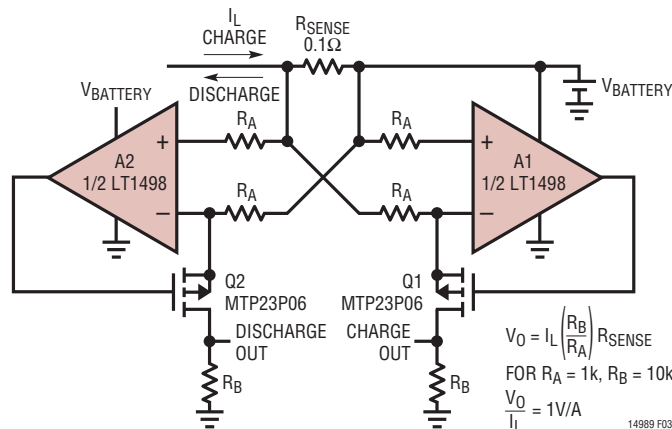 I_L
CHARGE
R_SENSE
0.1Ω
DISCHARGE
V_BATTERY
V_BATTERY
R_A
R_A
+
A2
1/2 LT1498
−
+
A1
1/2 LT1498
−
R_A
R_A
Q2
MTP23P06
Q1
MTP23P06
DISCHARGE
OUT
CHARGE
OUT
R_B
R_B
V_O = I_L (R_B/R_A) R_SENSE
FOR R_A = 1k, R_B = 10k
V_O/I_L = 1V/A
14989 F03